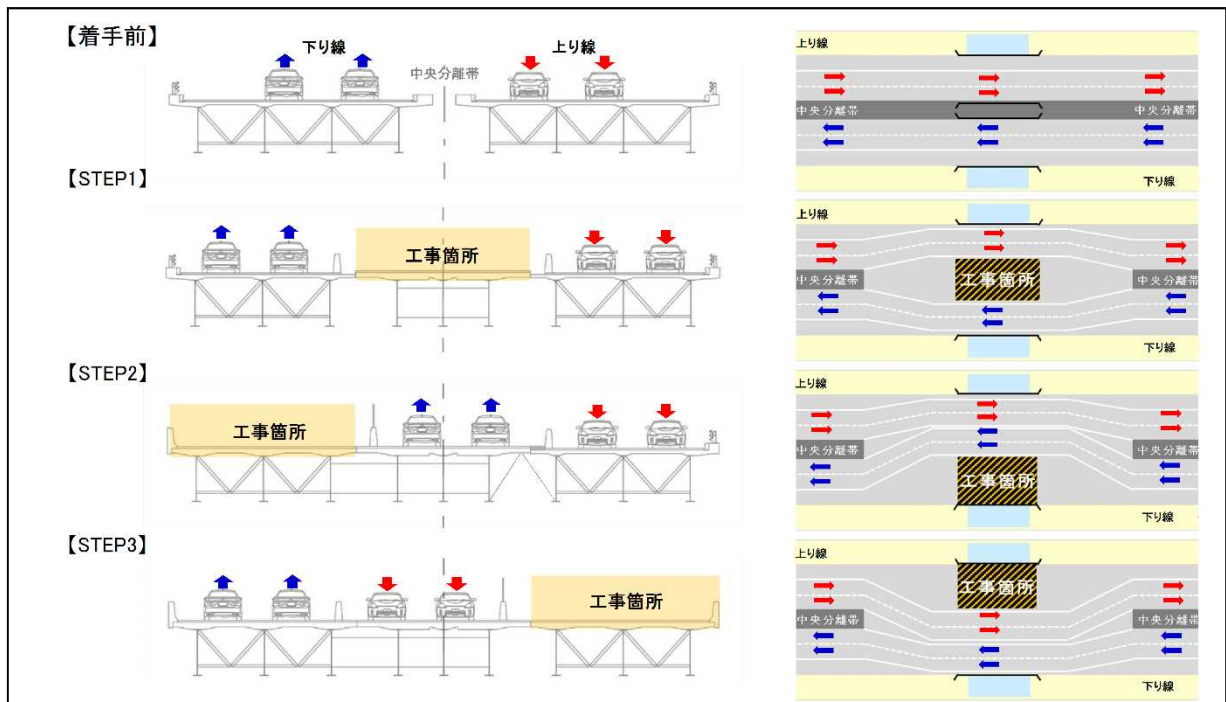 【着手前】
下り線
上り線
中央分離帯
上り線
中央分離帯
中央分離帯
下り線
【STEP1】
工事箇所
上り線
中央分離帯
工事箇所
中央分離帯
下り線
【STEP2】
工事箇所
上り線
中央分離帯
中央分離帯
工事箇所
下り線
【STEP3】
工事箇所
上り線
工事箇所
中央分離帯
中央分離帯
下り線